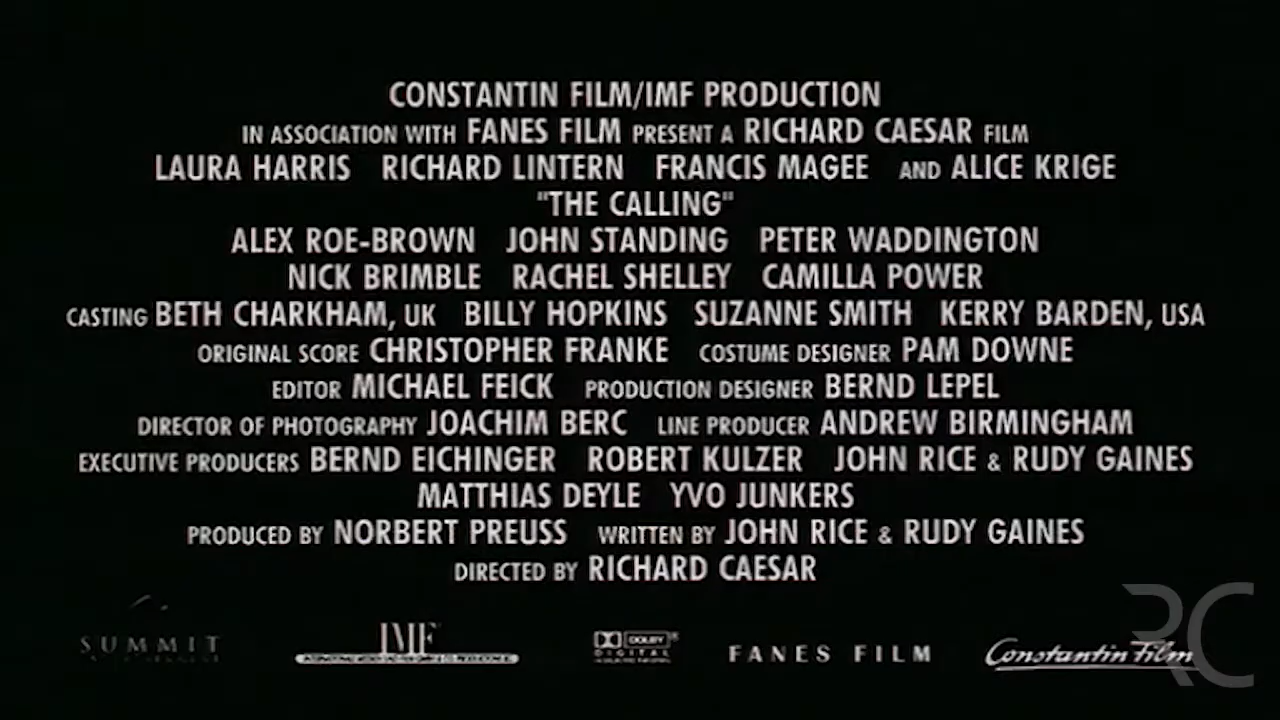 CONSTANTIN FILM/IMF PRODUCTION
IN ASSOCIATION WITH FANES FILM PRESENT A RICHARD CAESAR FILM
LAURA HARRIS RICHARD LINTERN FRANCIS MAGEE AND ALICE KRIGE
"THE CALLING"
ALEX ROE-BROWN JOHN STANDING PETER WADDINGTON
NICK BRIMBLE RACHEL SHELLEY CAMILLA POWER
CASTING BETH CHARKHAM, UK BILLY HOPKINS SUZANNE SMITH KERRY BARDEN, USA
ORIGINAL SCORE CHRISTOPHER FRANKE COSTUME DESIGNER PAM DOWNE
EDITOR MICHAEL FEICK PRODUCTION DESIGNER BERND LEPEL
DIRECTOR OF PHOTOGRAPHY JOACHIM BERC LINE PRODUCER ANDREW BIRMINGHAM
EXECUTIVE PRODUCERS BERND EICHINGER ROBERT KULZER JOHN RICE & RUDY GAINES
MATTHIAS DEYLE YVO JUNKERS
PRODUCED BY NORBERT PREUSS WRITTEN BY JOHN RICE & RUDY GAINES
DIRECTED BY RICHARD CAESAR
SUMMIT IMF DOLBY DIGITAL FANES FILM Constantin Film RC